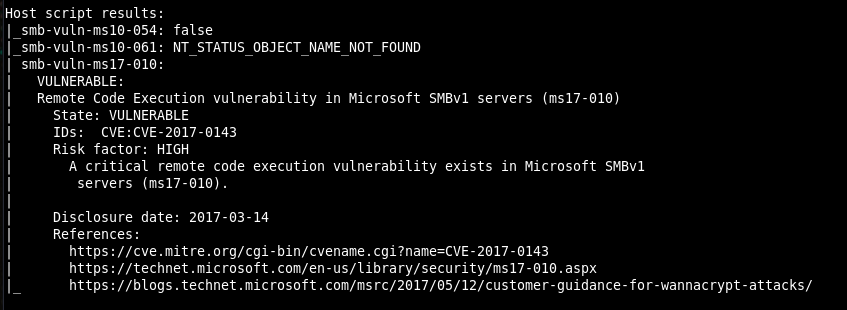 Host script results:
|_smb-vuln-ms10-054: false
|_smb-vuln-ms10-061: NT_STATUS_OBJECT_NAME_NOT_FOUND
| smb-vuln-ms17-010:
|   VULNERABLE:
|   Remote Code Execution vulnerability in Microsoft SMBv1 servers (ms17-010)
|     State: VULNERABLE
|     IDs:  CVE:CVE-2017-0143
|     Risk factor: HIGH
|       A critical remote code execution vulnerability exists in Microsoft SMBv1
|        servers (ms17-010).
|
|     Disclosure date: 2017-03-14
|     References:
|       https://cve.mitre.org/cgi-bin/cvename.cgi?name=CVE-2017-0143
|       https://technet.microsoft.com/en-us/library/security/ms17-010.aspx
|_      https://blogs.technet.microsoft.com/msrc/2017/05/12/customer-guidance-for-wannacrypt-attacks/